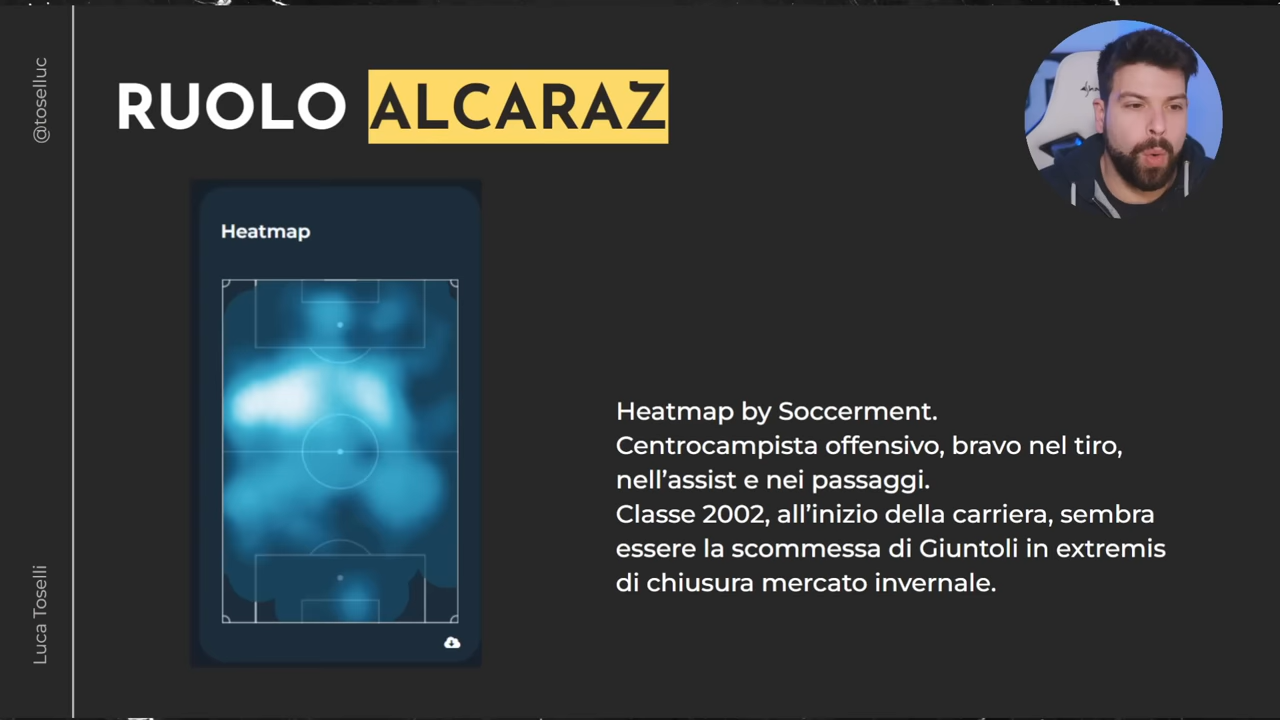 @toselluc
Luca Toselli
RUOLO ALCARAZ
Heatmap
Heatmap by Soccerment.
Centrocampista offensivo, bravo nel tiro,
nell'assist e nei passaggi.
Classe 2002, all'inizio della carriera, sembra
essere la scommessa di Giuntoli in extremis
di chiusura mercato invernale.